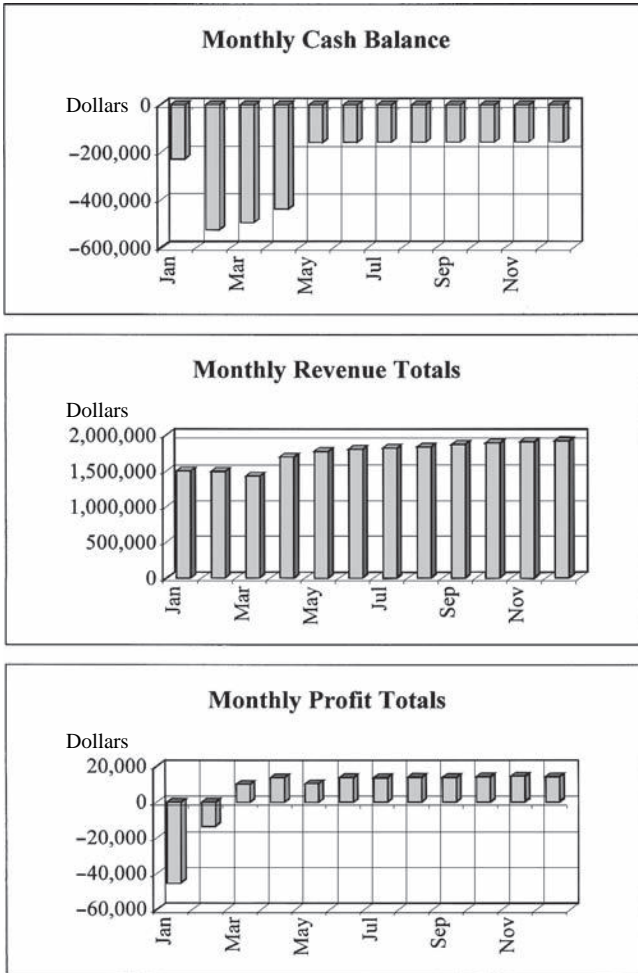 Monthly Cash Balance
Dollars 0
–200,000
–400,000
–600,000
Jan Mar May Jul Sep Nov
Monthly Revenue Totals
Dollars
2,000,000
1,500,000
1,000,000
500,000
0
Jan Mar May Jul Sep Nov
Monthly Profit Totals
Dollars
20,000
0
–20,000
–40,000
–60,000
Jan Mar May Jul Sep Nov